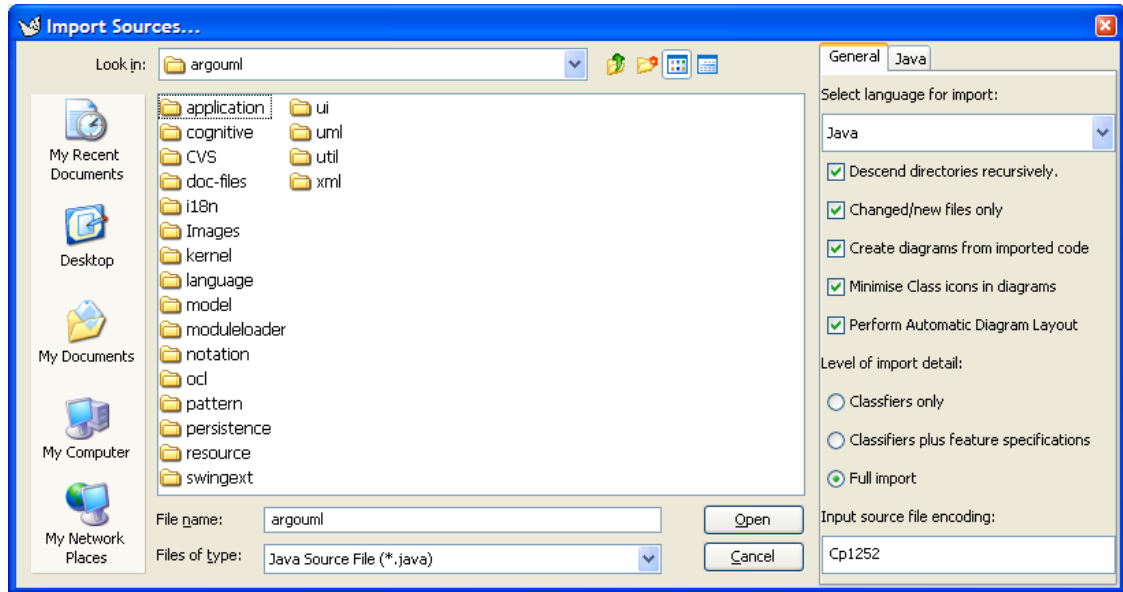 Import Sources...
Look in:
argouml
My Recent
Documents
Desktop
My Documents
My Computer
My Network
Places
application
cognitive
CVS
doc-files
i18n
Images
kernel
language
model
moduleloader
notation
ocl
pattern
persistence
resource
swingext
ui
uml
util
xml
File name:
argouml
Open
Files of type:
Java Source File (*.java)
Cancel
General
Java
Select language for import:
Java
Descend directories recursively.
Changed/new files only
Create diagrams from imported code
Minimise Class icons in diagrams
Perform Automatic Diagram Layout
Level of import detail:
Classfiers only
Classifiers plus feature specifications
Full import
Input source file encoding:
Cp1252